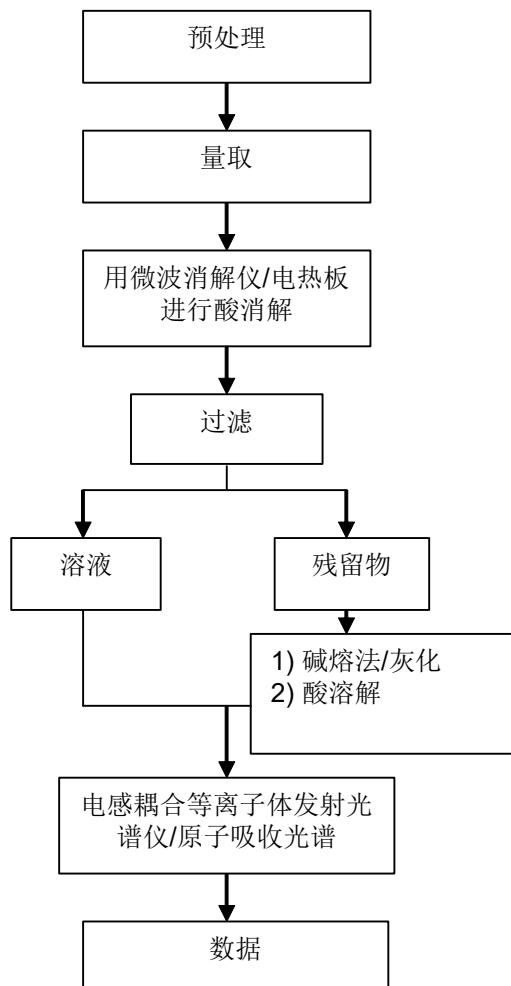 预处理
量取
用微波消解仪/电热板
进行酸消解
过滤
溶液
残留物
1) 碱熔法/灰化
2) 酸溶解
电感耦合等离子体发射光
谱仪/原子吸收光谱
数据